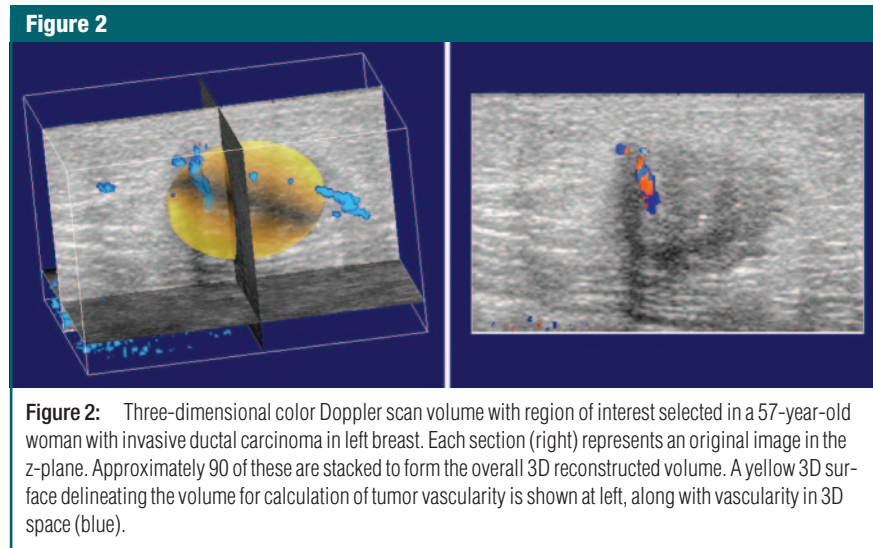 Figure 2
Figure 2: Three-dimensional color Doppler scan volume with region of interest selected in a 57-year-old
woman with invasive ductal carcinoma in left breast. Each section (right) represents an original image in the
z-plane. Approximately 90 of these are stacked to form the overall 3D reconstructed volume. A yellow 3D sur-
face delineating the volume for calculation of tumor vascularity is shown at left, along with vascularity in 3D
space (blue).